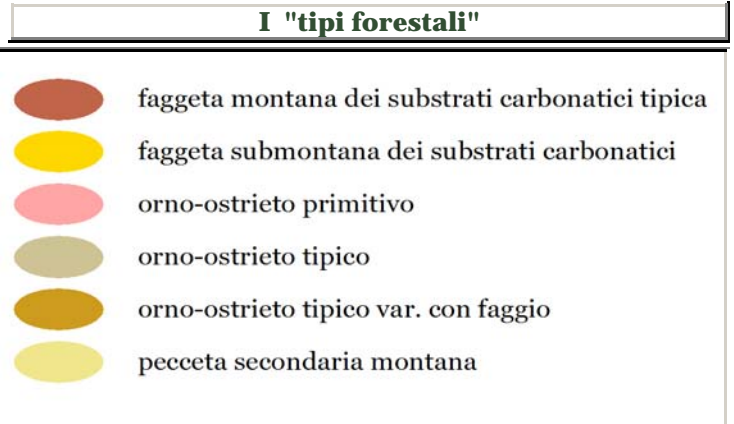 I "tipi forestali"
faggeta montana dei substrati carbonatici tipica
faggeta submontana dei substrati carbonatici
orno-ostrieto primitivo
orno-ostrieto tipico
orno-ostrieto tipico var. con faggio
pecceta secondaria montana